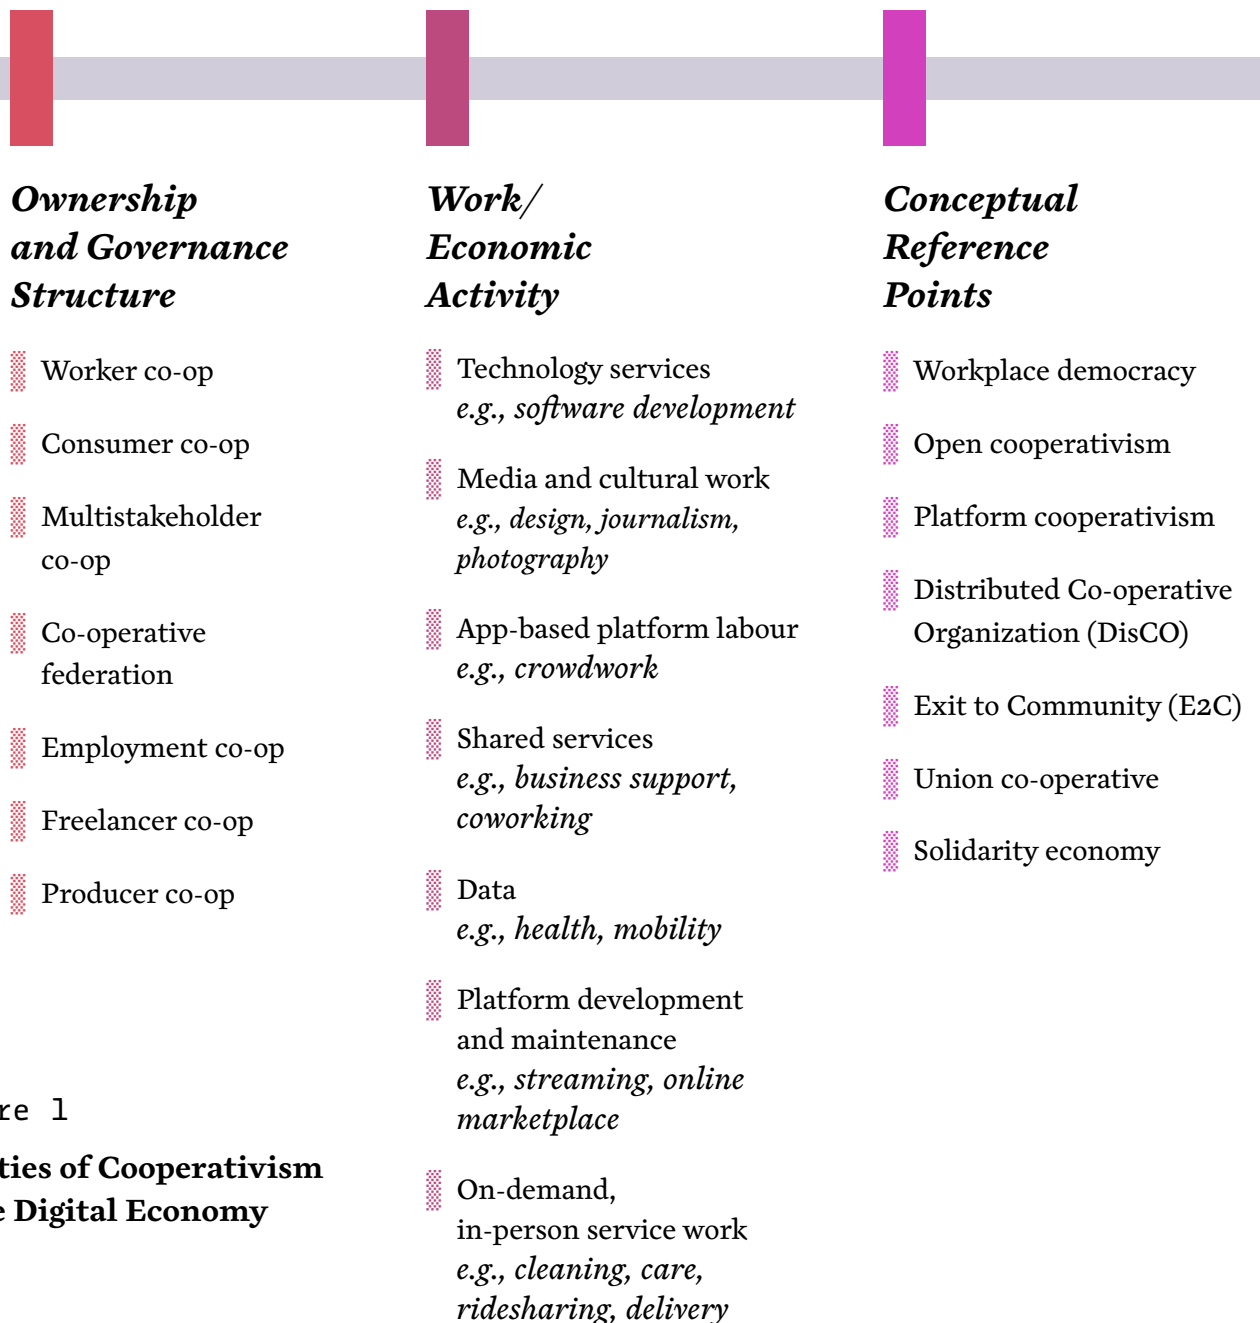 Ownership
and Governance
Structure
Worker co-op
Consumer co-op
Multistakeholder
co-op
Co-operative
federation
Employment co-op
Freelancer co-op
Producer co-op
re 1
ties of Cooperativism
e Digital Economy
Work/
Economic
Activity
Technology services
e.g., software development
Media and cultural work
e.g., design, journalism,
photography
App-based platform labour
e.g., crowdwork
Shared services
e.g., business support,
coworking
Data
e.g., health, mobility
Platform development
and maintenance
e.g., streaming, online
marketplace
On-demand,
in-person service work
e.g., cleaning, care,
ridesharing, delivery
Conceptual
Reference
Points
Workplace democracy
Open cooperativism
Platform cooperativism
Distributed Co-operative
Organization (DisCO)
Exit to Community (E2C)
Union co-operative
Solidarity economy